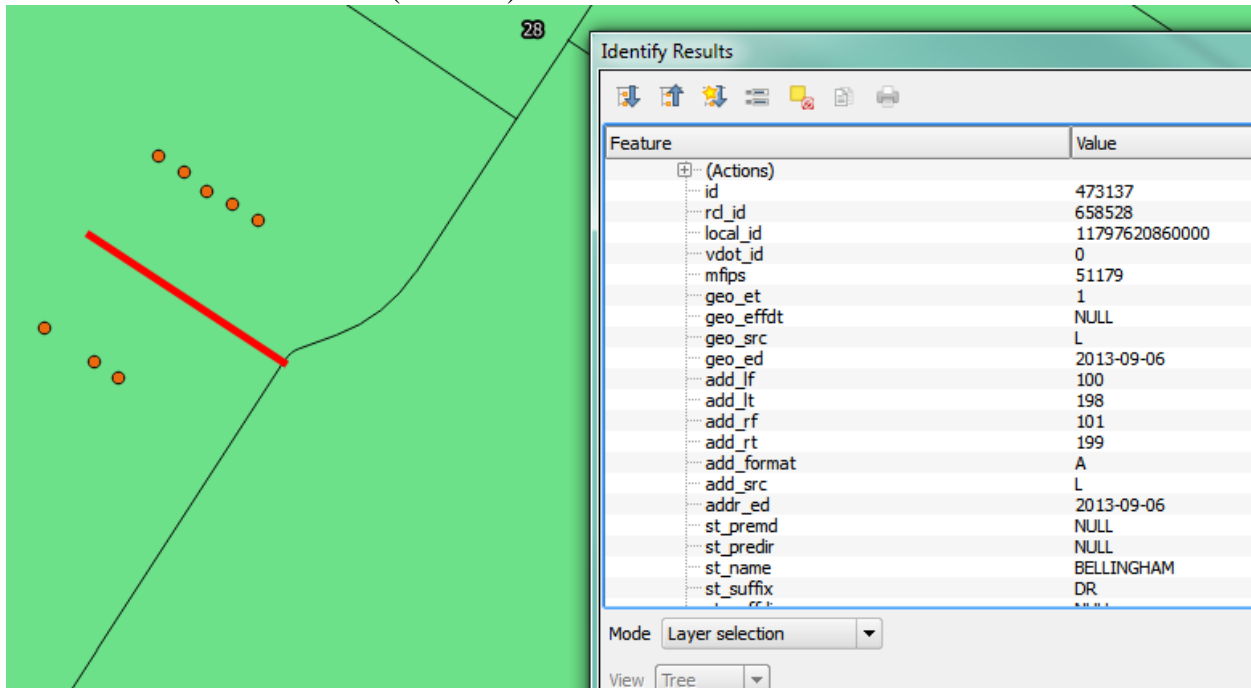 28
Identify Results
Feature Value
(Actions)
id 473137
rcl_id 658528
local_id 11797620860000
vdot_id 0
mfips 51179
geo_et 1
geo_effdt NULL
geo_src L
geo_ed 2013-09-06
add_lf 100
add_lt 198
add_rf 101
add_rt 199
add_format A
add_src L
addr_ed 2013-09-06
st_premd NULL
st_predir NULL
st_name BELLINGHAM
st_suffix DR
Mode Layer selection
View Tree